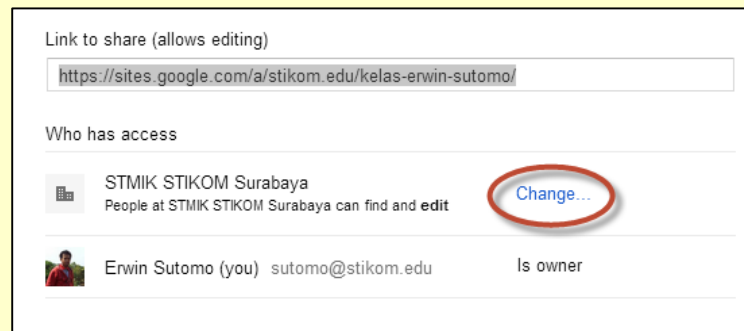 Link to share (allows editing)
https://sites.google.com/a/stikom.edu/kelas-erwin-sutomo/
Who has access
STMIK STIKOM Surabaya
People at STMIK STIKOM Surabaya can find and edit
Change...
Erwin Sutomo (you) sutomo@stikom.edu Is owner